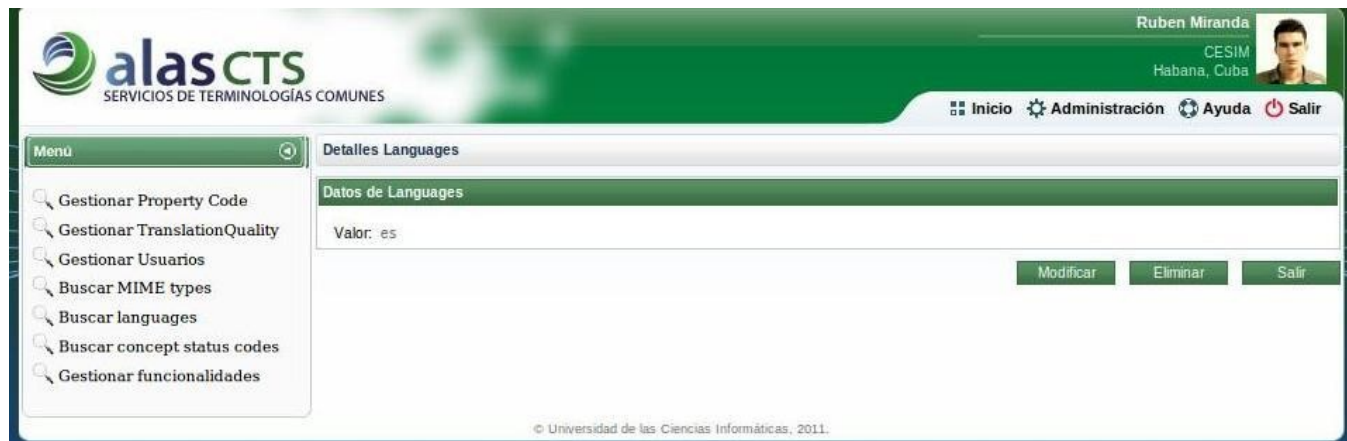 alas CTS
SERVICIOS DE TERMINOLOGÍAS COMUNES
Ruben Miranda
CESIM
Habana, Cuba
Inicio Administración Ayuda Salir
Menú
Gestionar Property Code
Gestionar TranslationQuality
Gestionar Usuarios
Buscar MIME types
Buscar languages
Buscar concept status codes
Gestionar funcionalidades
Detalles Languages
Datos de Languages
Valor: es
Modificar Eliminar Salir
© Universidad de las Ciencias Informáticas, 2011.